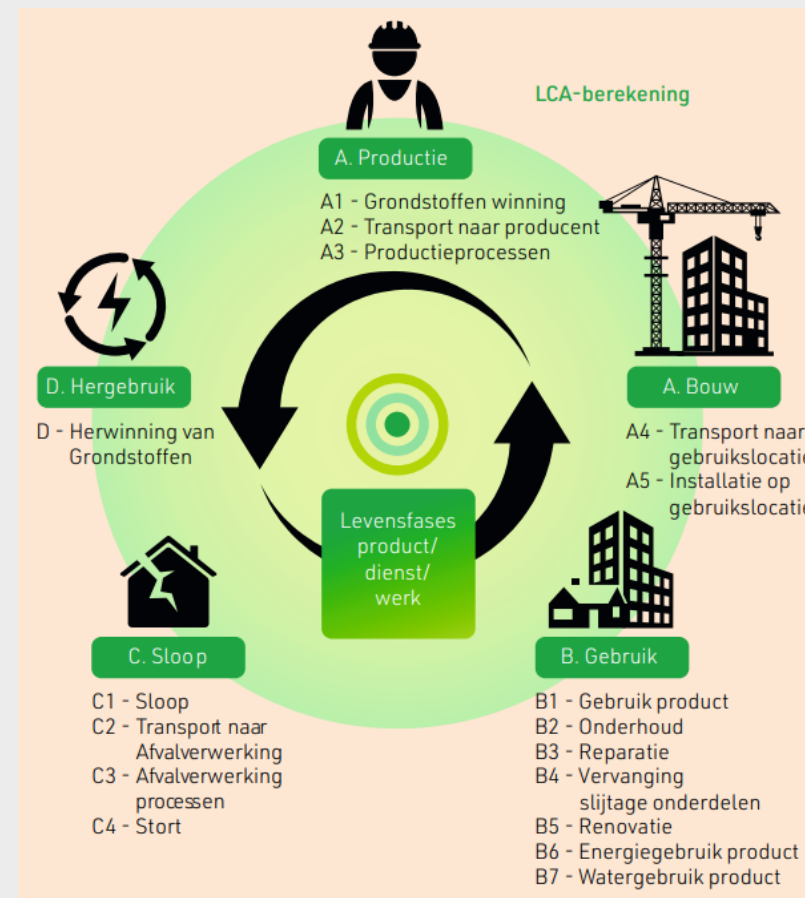 LCA-berekening
A. Productie
A1 - Grondstoffen winning
A2 - Transport naar producent
A3 - Productieprocessen
A. Bouw
A4 - Transport naar
gebruikslocatie
A5 - Installatie op
gebruikslocatie
B. Gebruik
B1 - Gebruik product
B2 - Onderhoud
B3 - Reparatie
B4 - Vervanging
slijtage onderdelen
B5 - Renovatie
B6 - Energiegebruik product
B7 - Watergebruik product
C. Sloop
C1 - Sloop
C2 - Transport naar
Afvalverwerking
C3 - Afvalverwerking
processen
C4 - Stort
D. Hergebruik
D - Herwinning van
Grondstoffen
Levensfases
product/
dienst/
werk